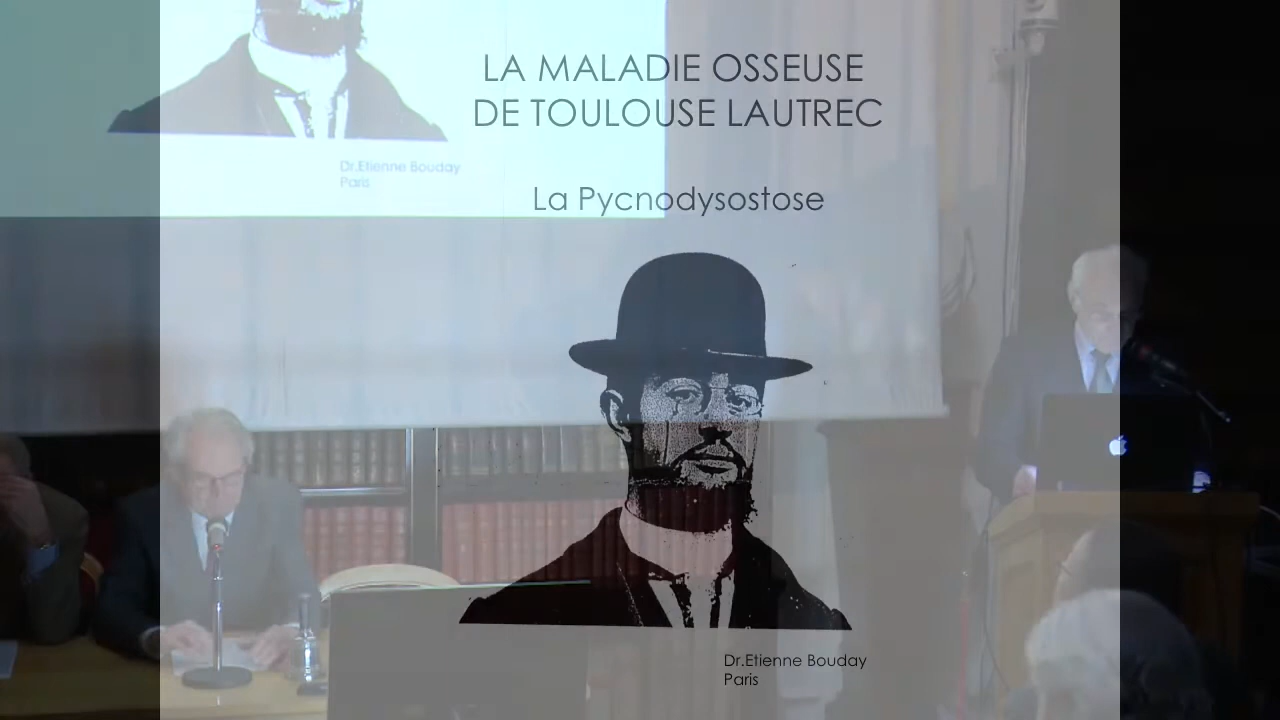 LA MALADIE OSSEUSE
DE TOULOUSE LAUTREC
Dr.Etienne Bouday
Paris
La Pycnodysostose
Dr.Etienne Bouday
Paris